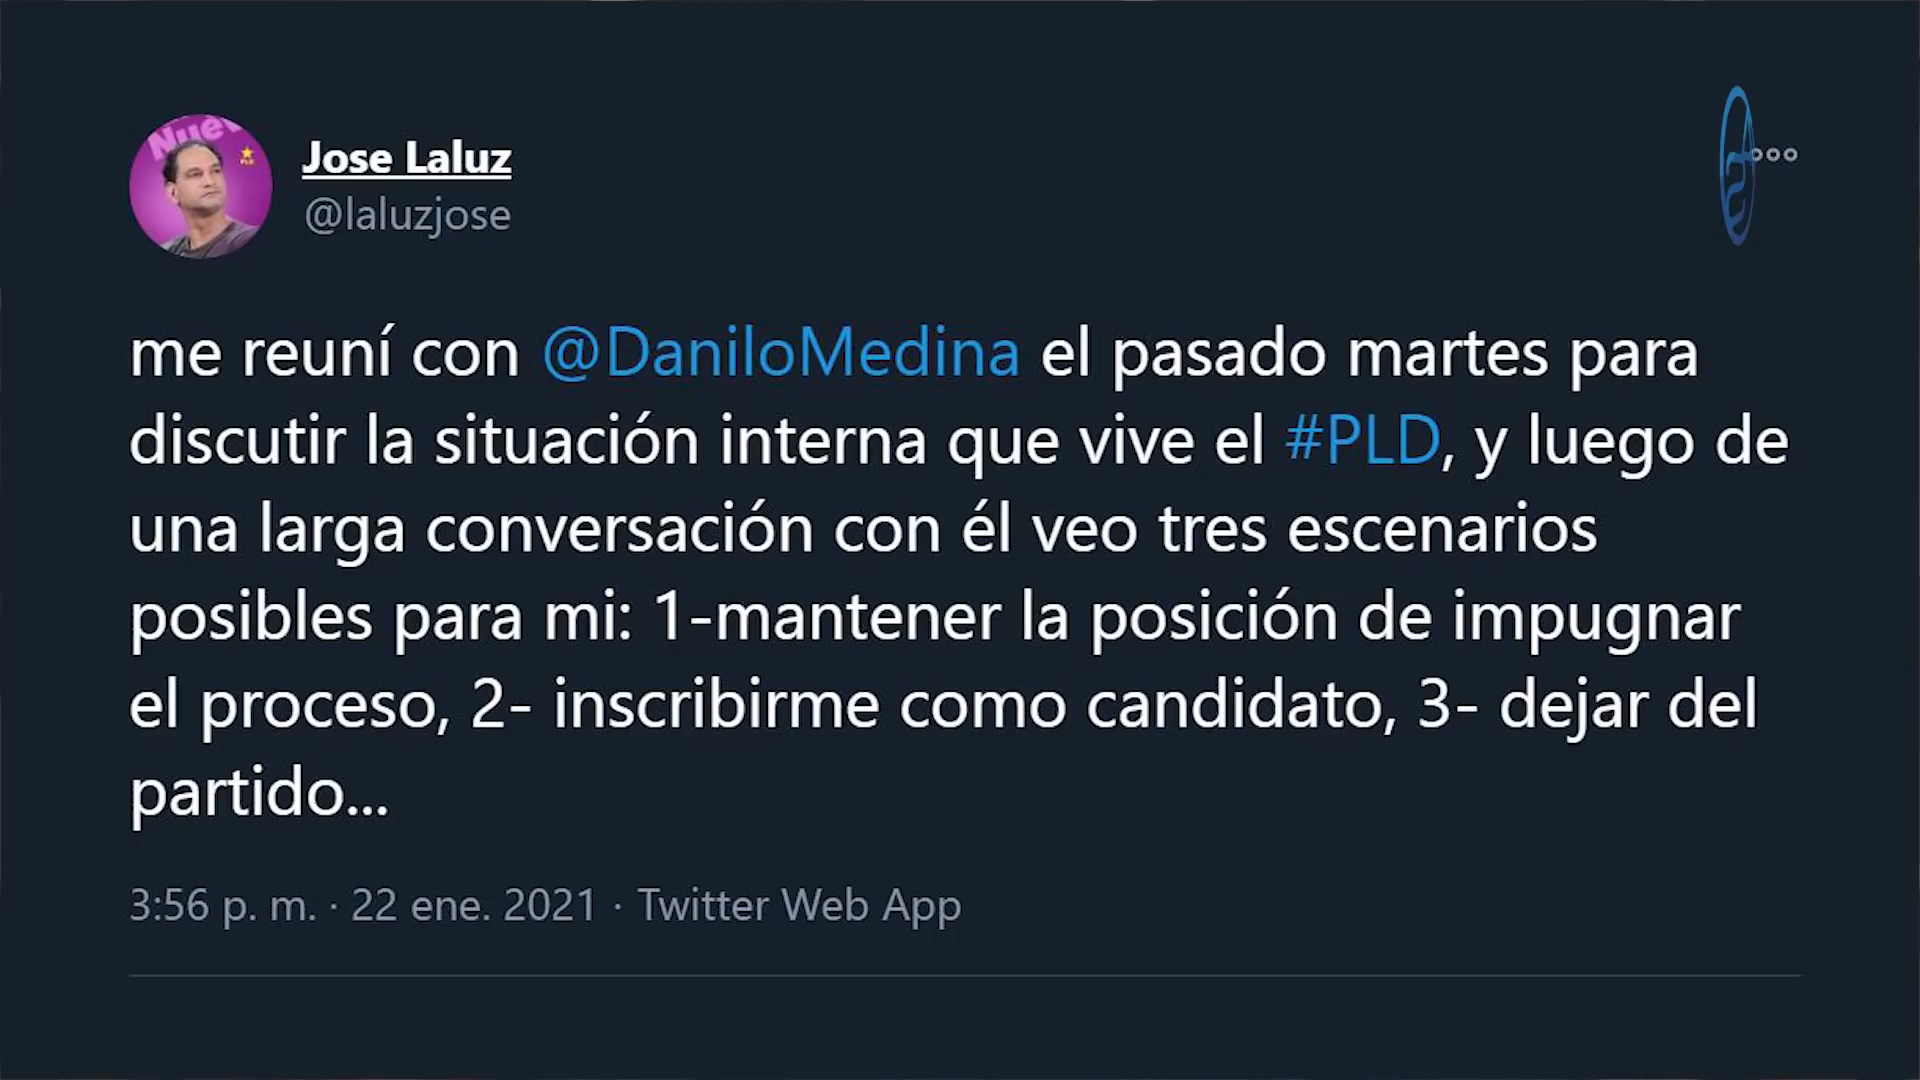 Jose Laluz
@laluzjose
me reuní con @DaniloMedina el pasado martes para
discutir la situación interna que vive el #PLD, y luego de
una larga conversación con él veo tres escenarios
posibles para mi: 1-mantener la posición de impugnar
el proceso, 2- inscribirme como candidato, 3- dejar del
partido...
3:56 p. m. · 22 ene. 2021 · Twitter Web App